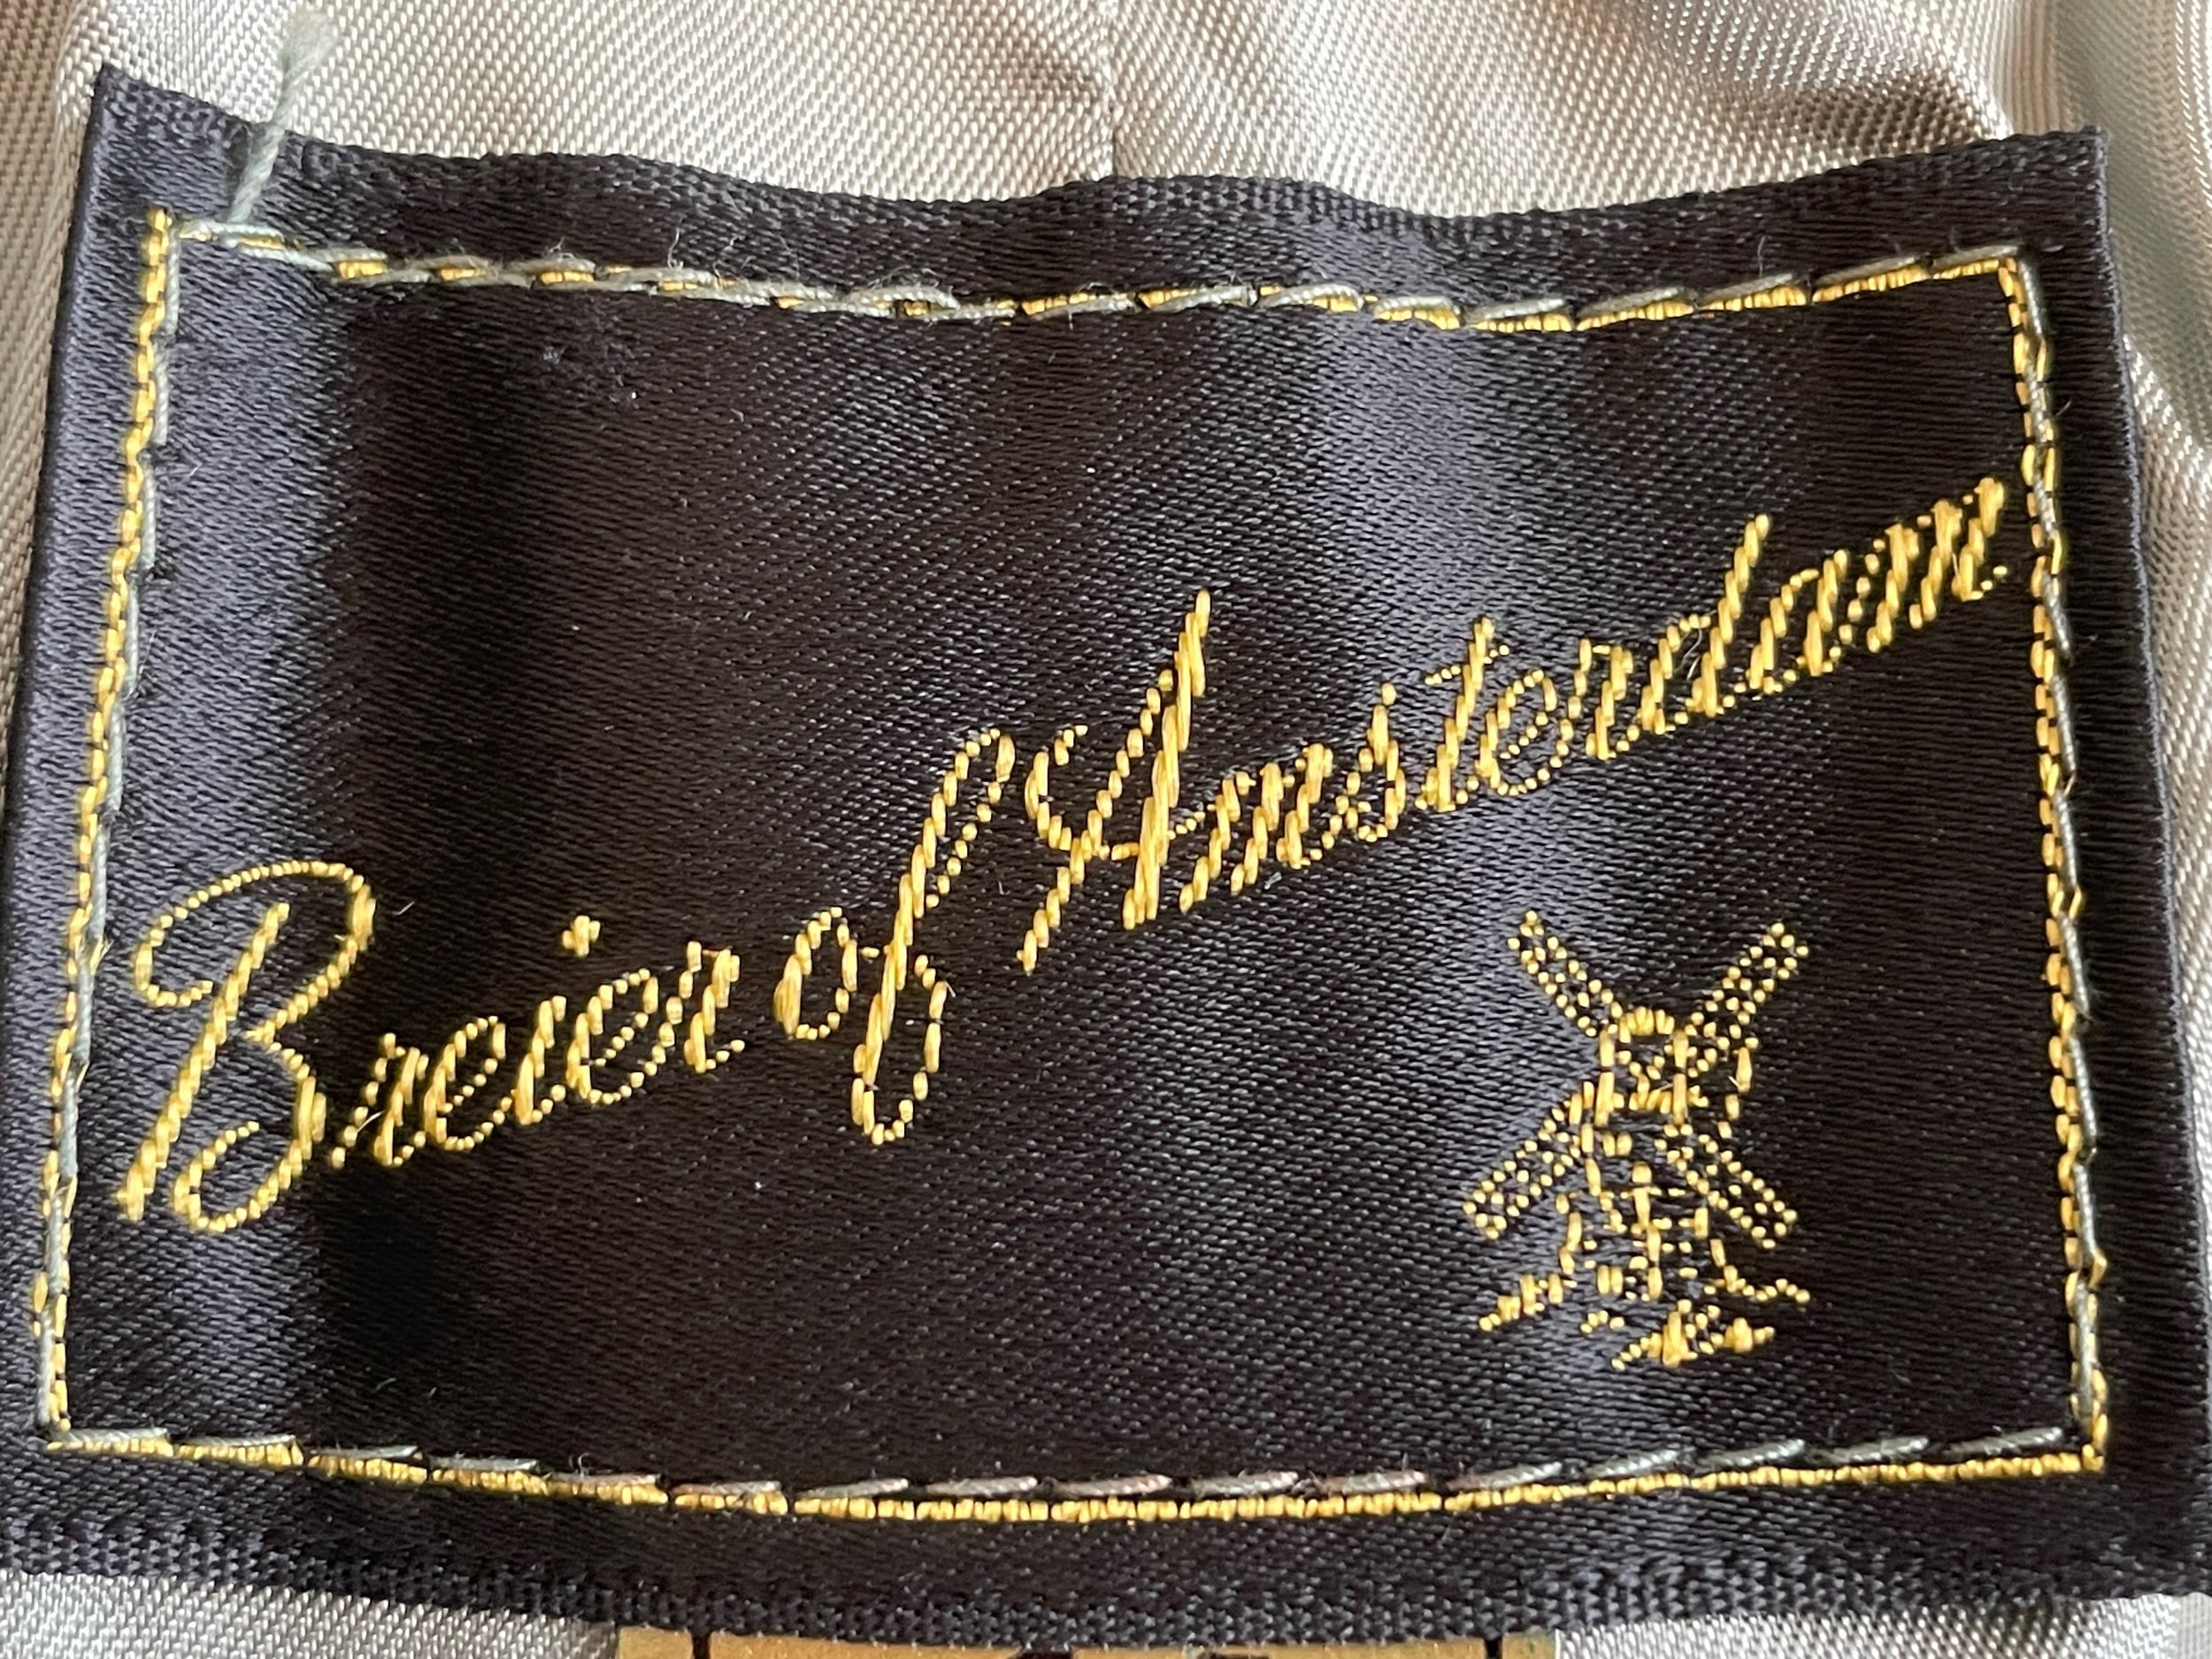 Breier of Amsterdam